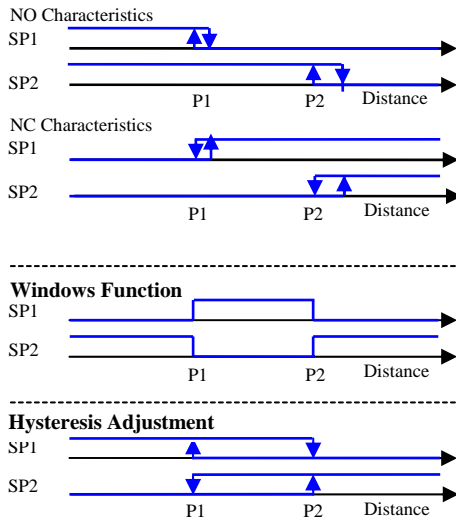 NO Characteristics
SP1
SP2
P1 P2 Distance
NC Characteristics
SP1
SP2
P1 P2 Distance
Windows Function
SP1
SP2
P1 P2 Distance
Hysteresis Adjustment
SP1
SP2
P1 P2 Distance